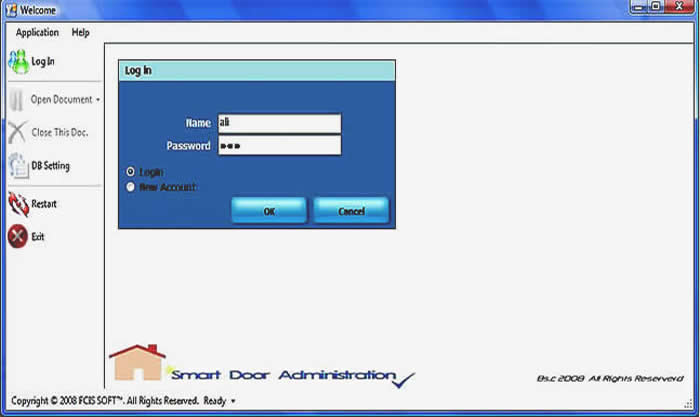 Welcome
Application Help
Log In
Open Document
Close This Doc.
DB Setting
Restart
Exit
Log in
Name ali
Password
Login
New Account
OK Cancel
Smart Door Administration
Bs.c 2008 All Rights Reserverd
Copyright © 2008 FCIS SOFT™. All Rights Reserved. Ready